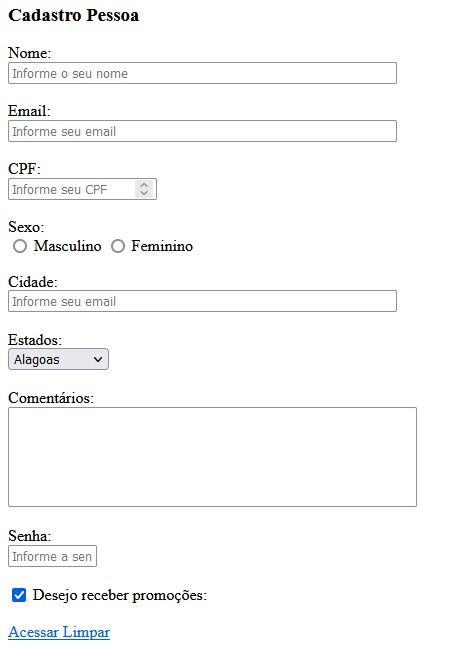 Cadastro Pessoa
Nome:
Informe o seu nome
Email:
Informe seu email
CPF:
Informe seu CPF
Sexo:
Masculino Feminino
Cidade:
Informe seu email
Estados:
Alagoas
Comentários:
Senha:
Informe a sen
Desejo receber promoções:
Acessar Limpar